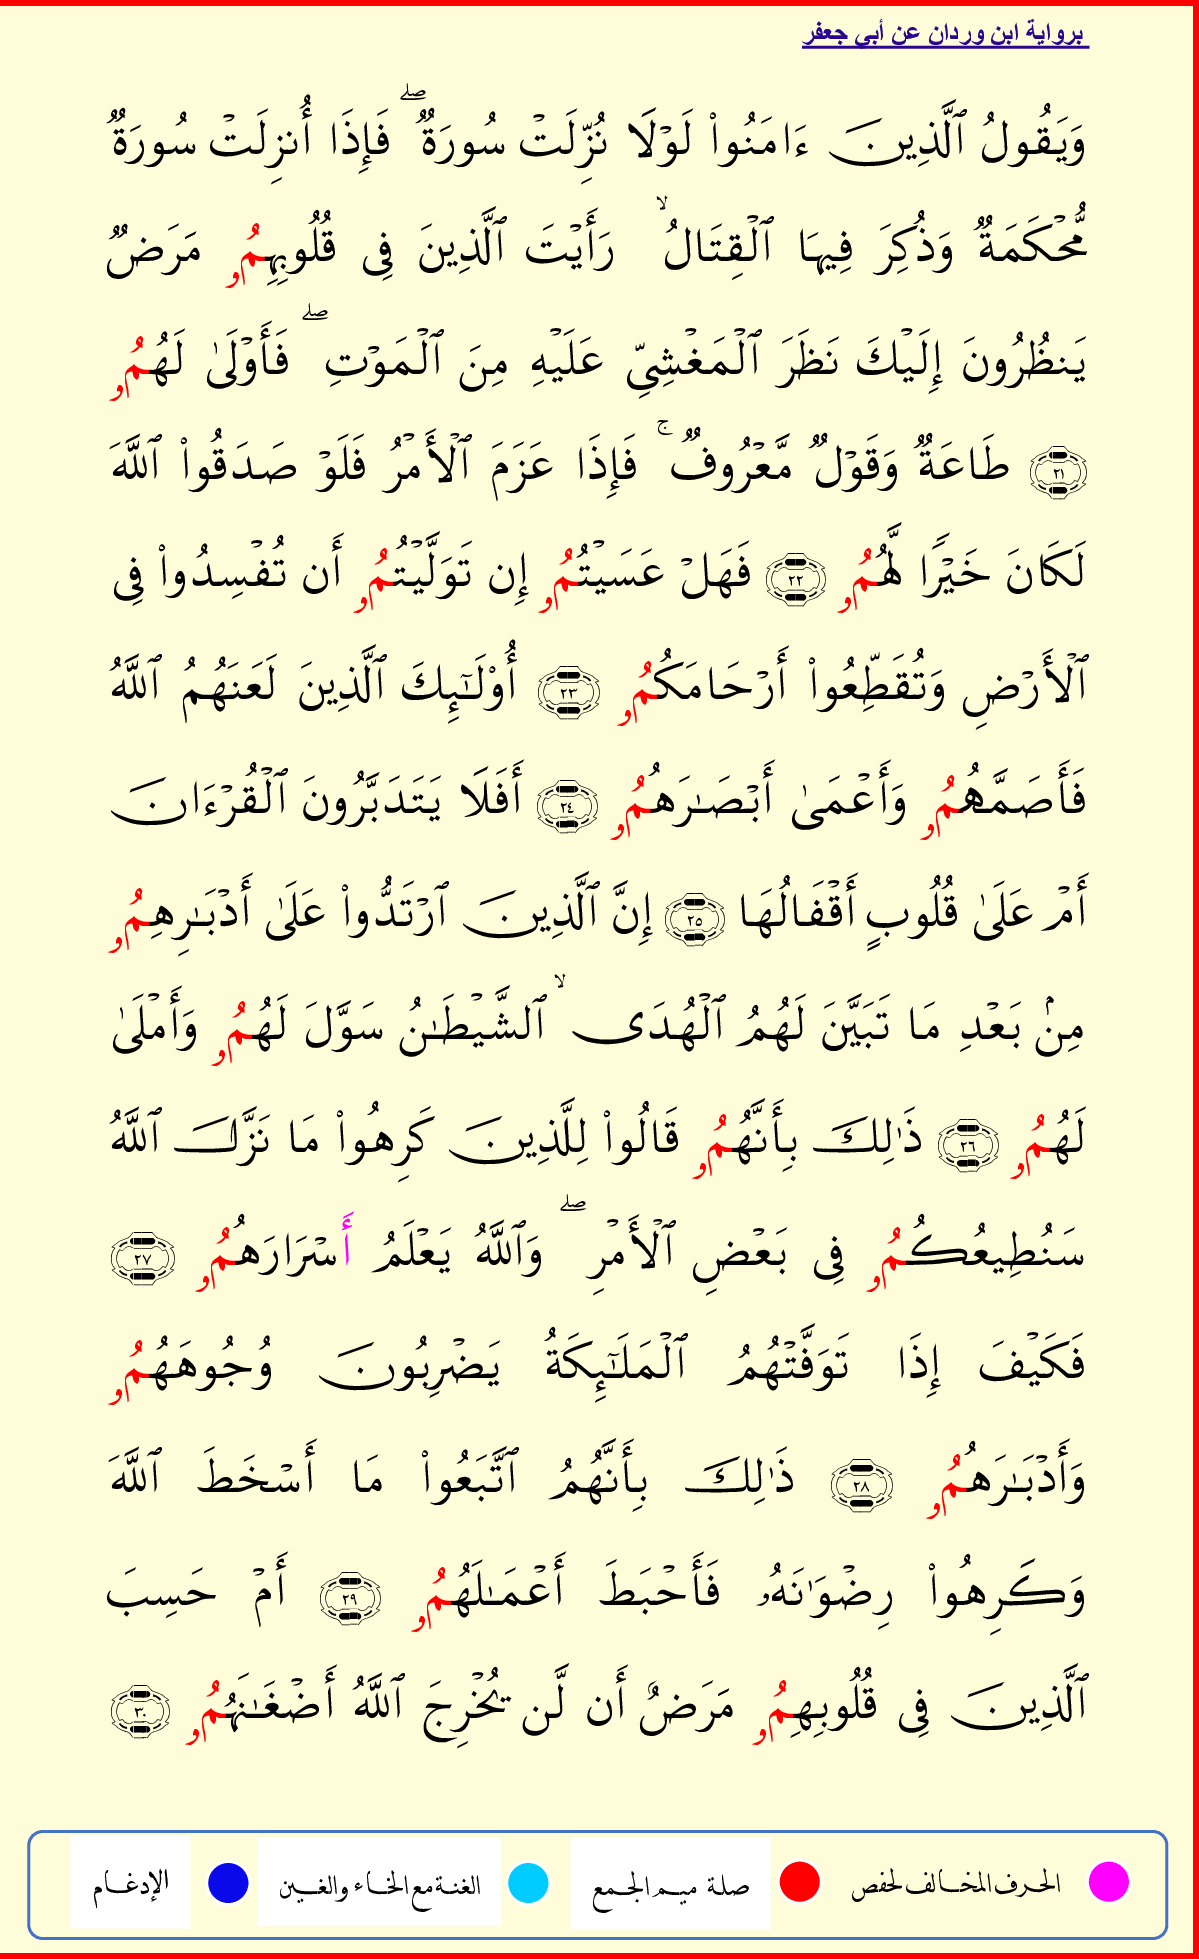 برواية ابن وردان عن أبي جعفر
وَيَقُولُ ٱلَّذِينَ ءَامَنُوا۟ لَوْلَا نُزِّلَتْ سُورَةٌ ۖ فَإِذَا أُنزِلَتْ سُورَةٌ
مُّحْكَمَةٌ وَذُكِرَ فِيهَا ٱلْقِتَالُ ۙ رَأَيْتَ ٱلَّذِينَ فِى قُلُوبِهِمُۥ مَرَضٌ
يَنظُرُونَ إِلَيْكَ نَظَرَ ٱلْمَغْشِىِّ عَلَيْهِ مِنَ ٱلْمَوْتِ ۖ فَأَوْلَىٰ لَهُمُۥ
٢١ طَاعَةٌ وَقَوْلٌ مَّعْرُوفٌ ۚ فَإِذَا عَزَمَ ٱلْأَمْرُ فَلَوْ صَدَقُوا۟ ٱللَّهَ
لَكَانَ خَيْرًا لَّهُمُۥ ٢٢ فَهَلْ عَسَيْتُمُۥ إِن تَوَلَّيْتُمُۥ أَن تُفْسِدُوا۟ فِى
ٱلْأَرْضِ وَتُقَطِّعُوا۟ أَرْحَامَكُمُۥ ٢٣ أُوْلَـٰٓئِكَ ٱلَّذِينَ لَعَنَهُمُ ٱللَّهُ
فَأَصَمَّهُمُۥ وَأَعْمَىٰ أَبْصَـٰرَهُمُۥ ٢٤ أَفَلَا يَتَدَبَّرُونَ ٱلْقُرْءَانَ
أَمْ عَلَىٰ قُلُوبٍ أَقْفَالُهَا ٢٥ إِنَّ ٱلَّذِينَ ٱرْتَدُّوا۟ عَلَىٰ أَدْبَـٰرِهِمُۥ
مِنۢ بَعْدِ مَا تَبَيَّنَ لَهُمُ ٱلْهُدَى ۙ ٱلشَّيْطَـٰنُ سَوَّلَ لَهُمُۥ وَأَمْلَىٰ
لَهُمُۥ ٢٦ ذَٰلِكَ بِأَنَّهُمُۥ قَالُوا۟ لِلَّذِينَ كَرِهُوا۟ مَا نَزَّلَ ٱللَّهُ
سَنُطِيعُكُمُۥ فِى بَعْضِ ٱلْأَمْرِ ۖ وَٱللَّهُ يَعْلَمُ أَسْرَارَهُمُۥ ٢٧
فَكَيْفَ إِذَا تَوَفَّتْهُمُ ٱلْمَلَـٰٓئِكَةُ يَضْرِبُونَ وُجُوهَهُمُۥ
وَأَدْبَـٰرَهُمُۥ ٢٨ ذَٰلِكَ بِأَنَّهُمُ ٱتَّبَعُوا۟ مَا أَسْخَطَ ٱللَّهَ
وَكَرِهُوا۟ رِضْوَٰنَهُۥ فَأَحْبَطَ أَعْمَـٰلَهُمُۥ ٢٩ أَمْ حَسِبَ
ٱلَّذِينَ فِى قُلُوبِهِمُۥ مَرَضٌ أَن لَّن يُخْرِجَ ٱللَّهُ أَضْغَـٰنَهُمُۥ ٣٠
الحرف المخالف لحفص صلة ميم الجمع الغنة مع الخاء والغين الإدغام